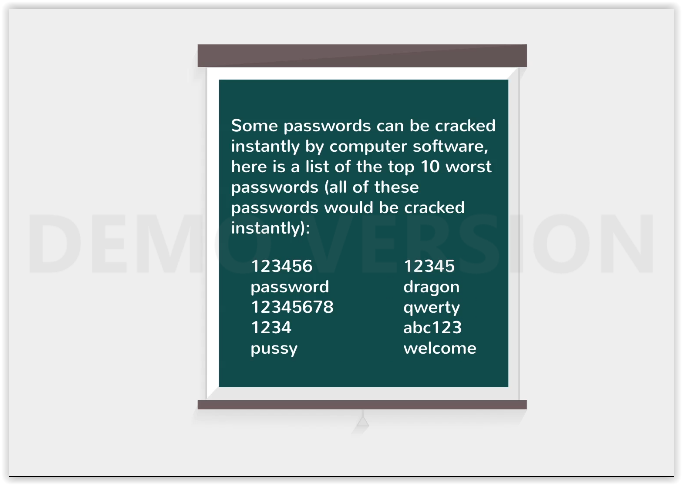 Some passwords can be cracked
instantly by computer software,
here is a list of the top 10 worst
passwords (all of these
passwords would be cracked
instantly):
DEMO VERSION
123456
password
12345678
1234
pussy
12345
dragon
qwerty
abc123
welcome